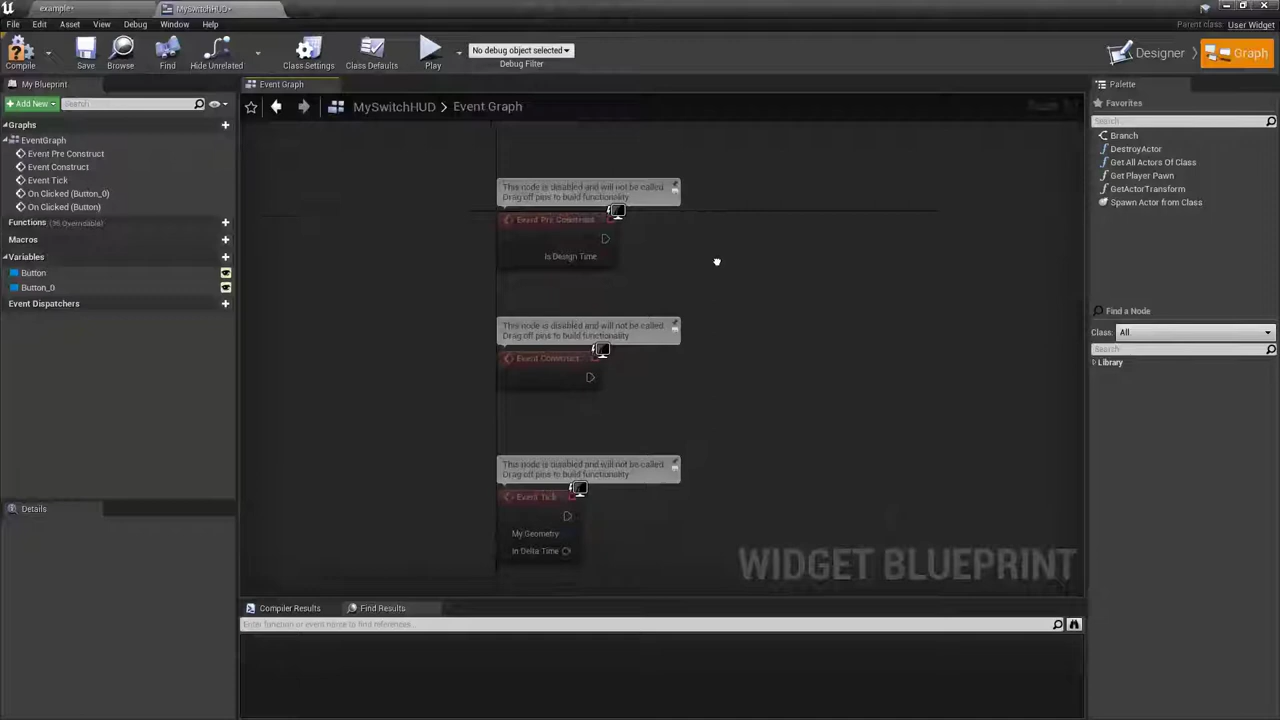 example*
MySwitchHUD*
File Edit Asset View Debug Window Help
Parent class: User Widget
Compile
Save
Browse
Find
Hide Unrelated
Class Settings
Class Defaults
Play
No debug object selected
Debug Filter
Designer
Graph
My Blueprint
Event Graph
Palette
+ Add New
Search
MySwitchHUD > Event Graph
Favorites
Search
Graphs
EventGraph
Event Pre Construct
Event Construct
Event Tick
On Clicked (Button_0)
On Clicked (Button)
Functions (36 Overridable)
Macros
Variables
Button
Button_0
Event Dispatchers
Details
This node is disabled and will not be called.
Drag off pins to build functionality.
Event Pre Construct
Is Design Time
This node is disabled and will not be called.
Drag off pins to build functionality.
Event Construct
This node is disabled and will not be called.
Drag off pins to build functionality.
Event Tick
My Geometry
In Delta Time
WIDGET BLUEPRINT
Branch
DestroyActor
Get All Actors Of Class
Get Player Pawn
GetActorTransform
Spawn Actor from Class
Find a Node
Class: All
Search
Library
Compiler Results
Find Results
Enter function or event name to find references...